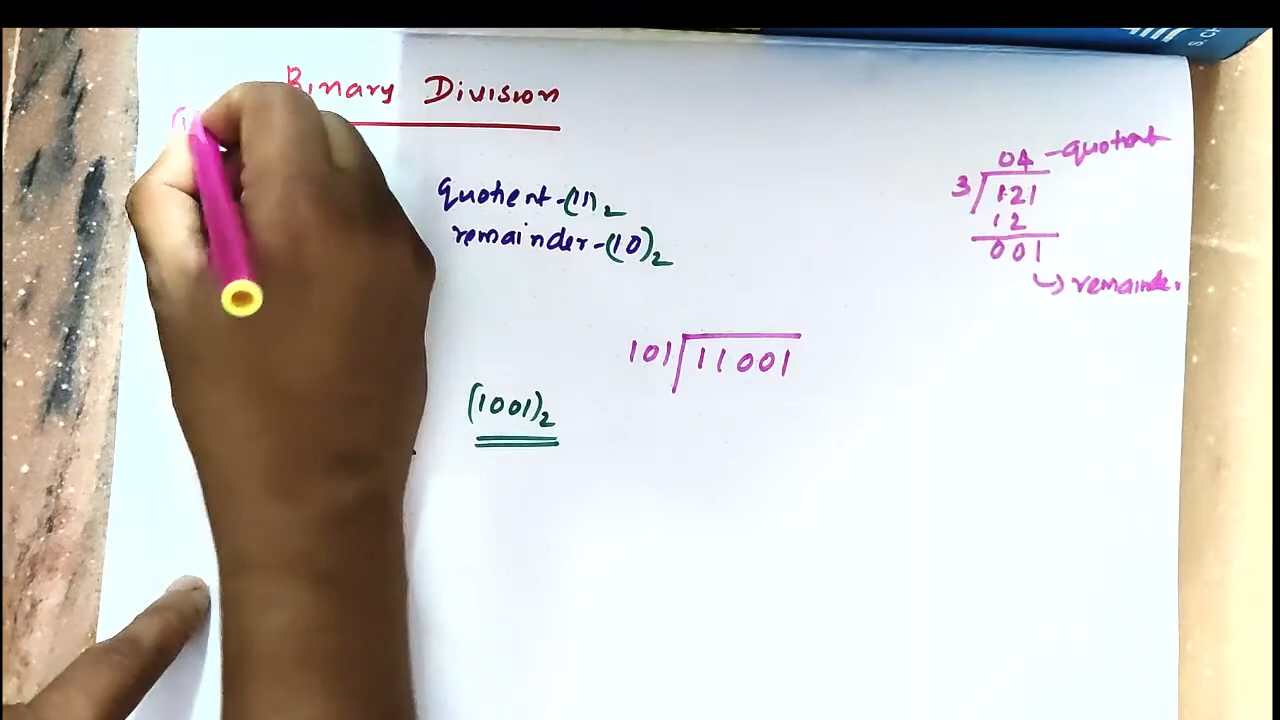 Binary Division
(1
04 - quotient
3 121
12
001
↳ remainder
quotient - (11)2
remainder - (10)2
101 11001
(1001)2
S. C